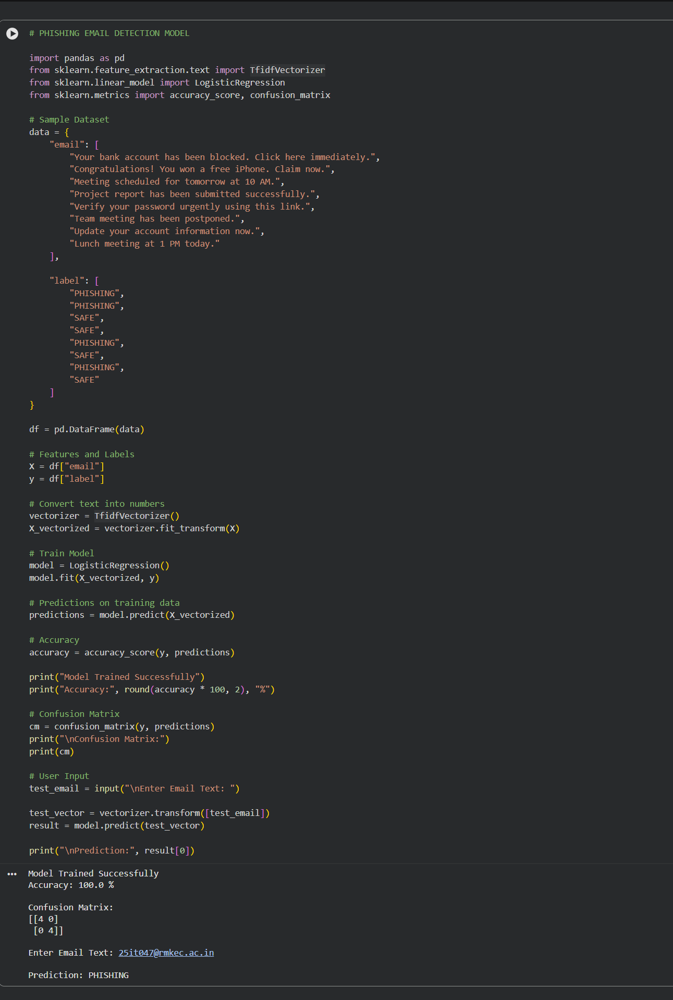 # PHISHING EMAIL DETECTION MODEL

import pandas as pd
from sklearn.feature_extraction.text import TfidfVectorizer
from sklearn.linear_model import LogisticRegression
from sklearn.metrics import accuracy_score, confusion_matrix

# Sample Dataset
data = {
    "email": [
        "Your bank account has been blocked. Click here immediately.",
        "Congratulations! You won a free iPhone. Claim now.",
        "Meeting scheduled for tomorrow at 10 AM.",
        "Project report has been submitted successfully.",
        "Verify your password urgently using this link.",
        "Team meeting has been postponed.",
        "Update your account information now.",
        "Lunch meeting at 1 PM today."
    ],

    "label": [
        "PHISHING",
        "PHISHING",
        "SAFE",
        "SAFE",
        "PHISHING",
        "SAFE",
        "PHISHING",
        "SAFE"
    ]
}

df = pd.DataFrame(data)

# Features and Labels
X = df["email"]
y = df["label"]

# Convert text into numbers
vectorizer = TfidfVectorizer()
X_vectorized = vectorizer.fit_transform(X)

# Train Model
model = LogisticRegression()
model.fit(X_vectorized, y)

# Predictions on training data
predictions = model.predict(X_vectorized)

# Accuracy
accuracy = accuracy_score(y, predictions)

print("Model Trained Successfully")
print("Accuracy:", round(accuracy * 100, 2), "%")

# Confusion Matrix
cm = confusion_matrix(y, predictions)
print("\nConfusion Matrix:")
print(cm)

# User Input
test_email = input("\nEnter Email Text: ")

test_vector = vectorizer.transform([test_email])
result = model.predict(test_vector)

print("\nPrediction:", result[0])

Model Trained Successfully
Accuracy: 100.0 %

Confusion Matrix:
[[4 0]
 [0 4]]

Enter Email Text: 25it047@rmkec.ac.in

Prediction: PHISHING